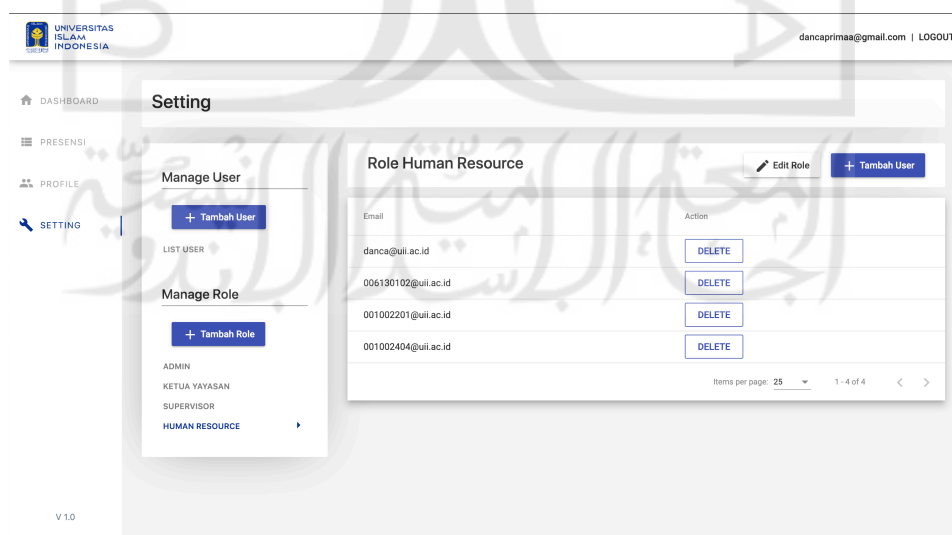 UNIVERSITAS
ISLAM
INDONESIA
dancaprimaa@gmail.com | LOGOUT
DASHBOARD
PRESENSI
PROFILE
SETTING
V 1.0
Setting
Manage User
+ Tambah User
LIST USER
Manage Role
+ Tambah Role
ADMIN
KETUA YAYASAN
SUPERVISOR
HUMAN RESOURCE
Role Human Resource
Edit Role
+ Tambah User
Email Action
danca@uii.ac.id DELETE
006130102@uii.ac.id DELETE
001002201@uii.ac.id DELETE
001002404@uii.ac.id DELETE
Items per page: 25 1 - 4 of 4